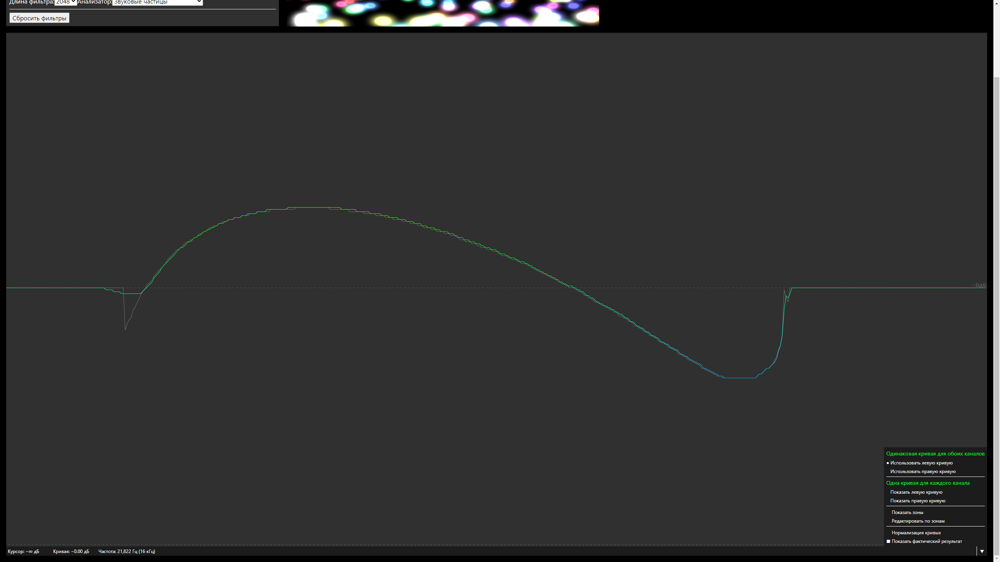 Длина фильтра: 2048 Анализатор: Звуковые частицы
Сбросить фильтры
−0дБ
Одинаковая кривая для обоих каналов
● Использовать левую кривую
Использовать правую кривую
Одна кривая для каждого канала
Показать левую кривую
Показать правую кривую
Показать зоны
Редактировать по зонам
Нормализация кривых
■ Показать фактический результат
Курсор: −∞ дБ Кривая: −0.00 дБ Частота: 21,822 Гц (16 кГц) ▼